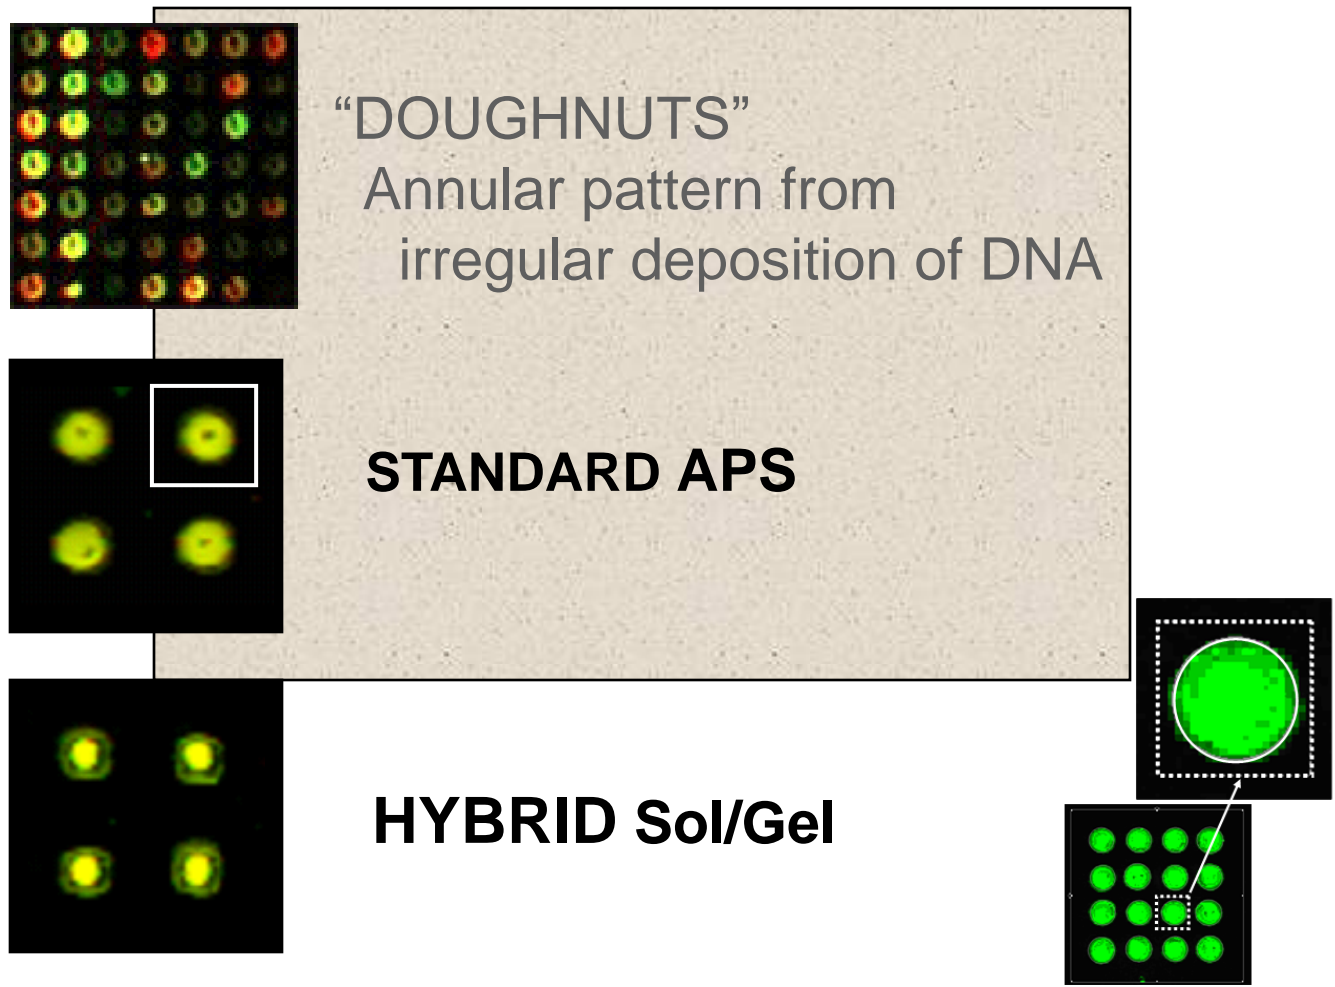 “DOUGHNUTS”
Annular pattern from
irregular deposition of DNA
STANDARD APS
HYBRID Sol/Gel